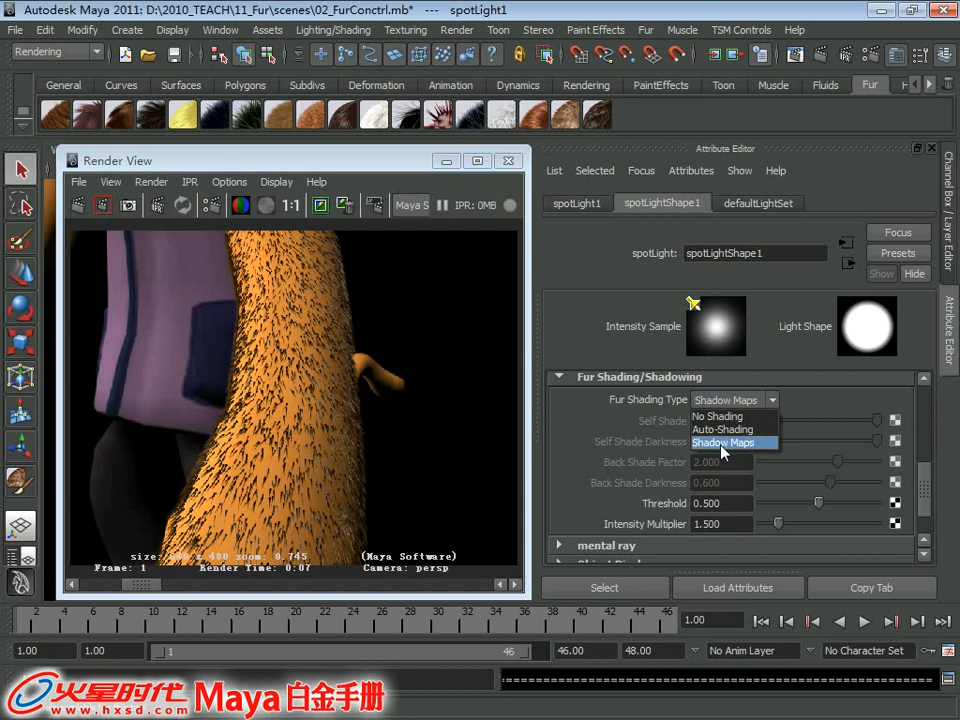 Autodesk Maya 2011: D:\2010_TEACH\11_Fur\scenes\02_FurConctrl.mb* --- spotLight1
File Edit Modify Create Display Window Assets Lighting/Shading Texturing Render Toon Stereo Paint Effects Fur Muscle TSM Controls Help
Rendering
General Curves Surfaces Polygons Subdivs Deformation Animation Dynamics Rendering PaintEffects Toon Muscle Fluids Fur
Render View
File View Render IPR Options Display Help
1:1 Maya S IPR: 0MB
size: 640 x 480 zoom: 0.745 (Maya Software)
Frame: 1 Render Time: 0:07 Camera: persp
Attribute Editor
List Selected Focus Attributes Show Help
spotLight1 spotLightShape1 defaultLightSet
Focus
spotLight: spotLightShape1
Presets
Show Hide
Intensity Sample Light Shape
Fur Shading/Shadowing
Fur Shading Type Shadow Maps
No Shading
Auto-Shading
Shadow Maps
Self Shade
Self Shade Darkness
Back Shade Factor 2.000
Back Shade Darkness 0.600
Threshold 0.500
Intensity Multiplier 1.500
mental ray
Select Load Attributes Copy Tab
Channel Box / Layer Editor
Attribute Editor
2 4 6 8 10 12 14 16 18 20 22 24 26 28 30 32 34 36 38 40 42 44 46 1.00
1.00 1.00 1 46 46.00 48.00 No Anim Layer No Character Set
火星时代 Maya 白金手册
www.hxsd.com